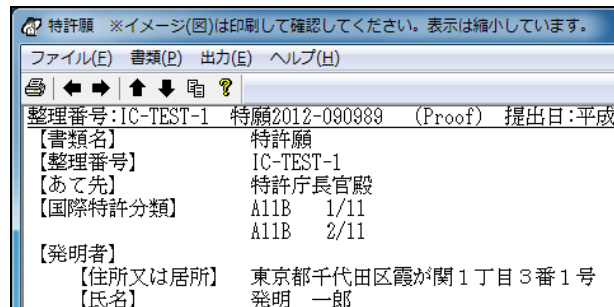 特許願　※イメージ(図)は印刷して確認してください。表示は縮小しています。
ファイル(F) 書類(P) 出力(E) ヘルプ(H)
整理番号:IC-TEST-1 特願2012-090989 (Proof) 提出日:平成
【書類名】 特許願
【整理番号】 IC-TEST-1
【あて先】 特許庁長官殿
【国際特許分類】 A11B 1/11
A11B 2/11
【発明者】
【住所又は居所】 東京都千代田区霞が関１丁目３番１号
【氏名】 発明 一郎